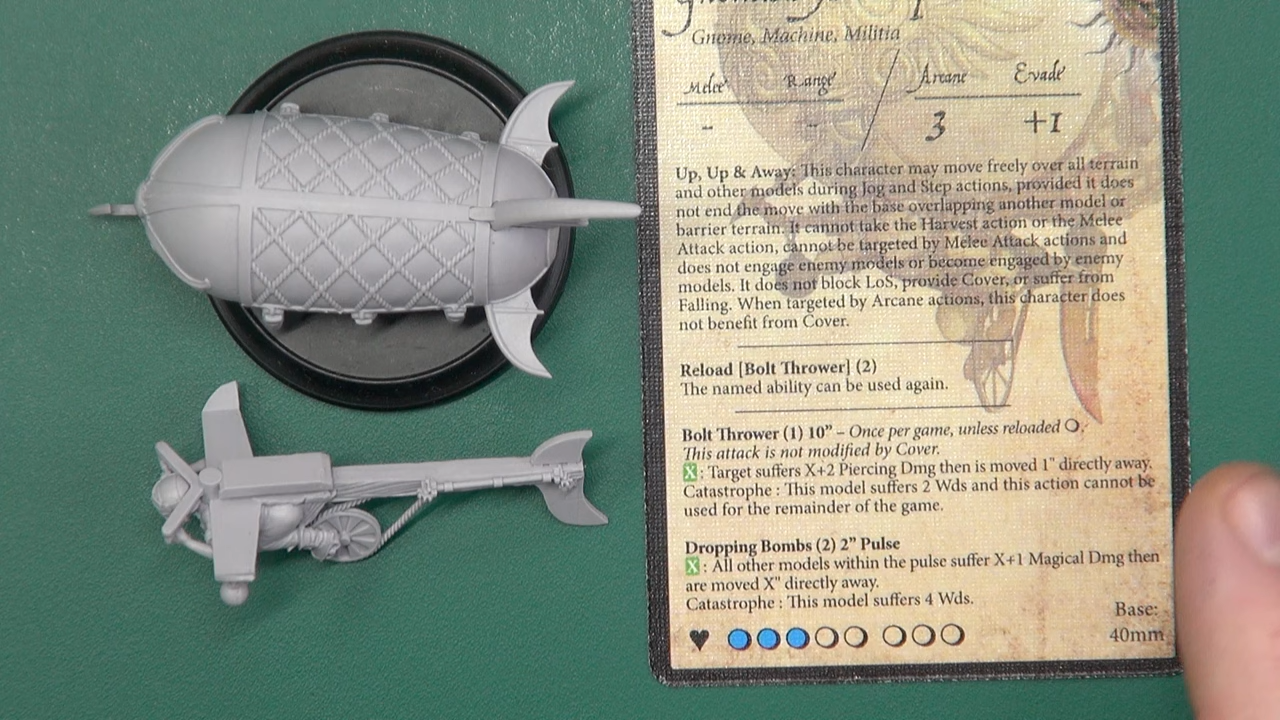 Gnome, Machine, Militia
Melee Range Arcane Evade
- - 3 +1
Up, Up & Away: This character may move freely over all terrain
and other models during Jog and Step actions, provided it does
not end the move with the base overlapping another model or
barrier terrain. It cannot take the Harvest action or the Melee
Attack action, cannot be targeted by Melee Attack actions and
does not engage enemy models or become engaged by enemy
models. It does not block LoS, provide Cover, or suffer from
Falling. When targeted by Arcane actions, this character does
not benefit from Cover.
Reload [Bolt Thrower] (2)
The named ability can be used again.
Bolt Thrower (1) 10" – Once per game, unless reloaded
This attack is not modified by Cover.
X : Target suffers X+2 Piercing Dmg then is moved 1" directly away.
Catastrophe : This model suffers 2 Wds and this action cannot be
used for the remainder of the game.
Dropping Bombs (2) 2" Pulse
X : All other models within the pulse suffer X+1 Magical Dmg then
are moved X" directly away.
Catastrophe : This model suffers 4 Wds.
Base:
40mm